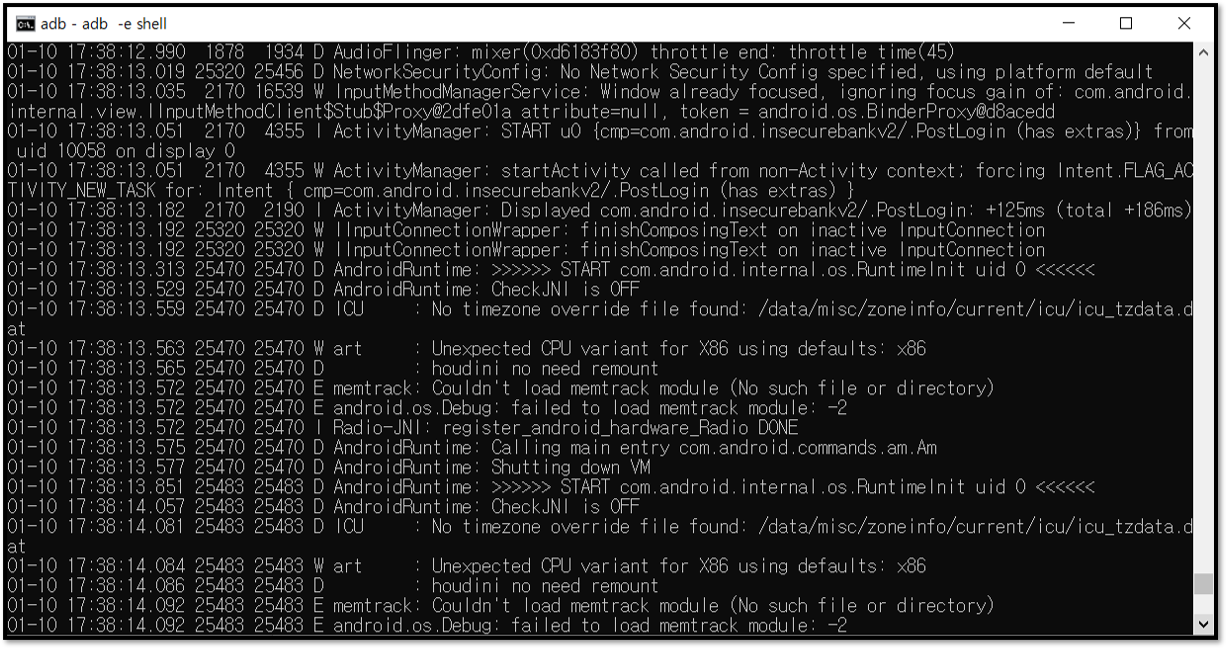 adb - adb -e shell
01-10 17:38:12.990 1878 1934 D AudioFlinger: mixer(0xd6183f80) throttle end: throttle time(45)
01-10 17:38:13.019 25320 25456 D NetworkSecurityConfig: No Network Security Config specified, using platform default
01-10 17:38:13.035 2170 16539 W InputMethodManagerService: Window already focused, ignoring focus gain of: com.android.
internal.view.IInputMethodClient$Stub$Proxy@2dfe01a attribute=null, token = android.os.BinderProxy@d8acedd
01-10 17:38:13.051 2170 4355 I ActivityManager: START u0 {cmp=com.android.insecurebankv2/.PostLogin (has extras)} from
uid 10058 on display 0
01-10 17:38:13.051 2170 4355 W ActivityManager: startActivity called from non-Activity context; forcing Intent.FLAG_AC
TIVITY_NEW_TASK for: Intent { cmp=com.android.insecurebankv2/.PostLogin (has extras) }
01-10 17:38:13.182 2170 2190 I ActivityManager: Displayed com.android.insecurebankv2/.PostLogin: +125ms (total +186ms)
01-10 17:38:13.192 25320 25320 W IInputConnectionWrapper: finishComposingText on inactive InputConnection
01-10 17:38:13.192 25320 25320 W IInputConnectionWrapper: finishComposingText on inactive InputConnection
01-10 17:38:13.313 25470 25470 D AndroidRuntime: >>>>>> START com.android.internal.os.RuntimeInit uid 0 <<<<<<
01-10 17:38:13.529 25470 25470 D AndroidRuntime: CheckJNI is OFF
01-10 17:38:13.559 25470 25470 D ICU : No timezone override file found: /data/misc/zoneinfo/current/icu/icu_tzdata.d
at
01-10 17:38:13.563 25470 25470 W art : Unexpected CPU variant for X86 using defaults: x86
01-10 17:38:13.565 25470 25470 D : houdini no need remount
01-10 17:38:13.572 25470 25470 E memtrack: Couldn't load memtrack module (No such file or directory)
01-10 17:38:13.572 25470 25470 E android.os.Debug: failed to load memtrack module: -2
01-10 17:38:13.572 25470 25470 I Radio-JNI: register_android_hardware_Radio DONE
01-10 17:38:13.575 25470 25470 D AndroidRuntime: Calling main entry com.android.commands.am.Am
01-10 17:38:13.577 25470 25470 D AndroidRuntime: Shutting down VM
01-10 17:38:13.851 25483 25483 D AndroidRuntime: >>>>>> START com.android.internal.os.RuntimeInit uid 0 <<<<<<
01-10 17:38:14.057 25483 25483 D AndroidRuntime: CheckJNI is OFF
01-10 17:38:14.081 25483 25483 D ICU : No timezone override file found: /data/misc/zoneinfo/current/icu/icu_tzdata.d
at
01-10 17:38:14.084 25483 25483 W art : Unexpected CPU variant for X86 using defaults: x86
01-10 17:38:14.086 25483 25483 D : houdini no need remount
01-10 17:38:14.092 25483 25483 E memtrack: Couldn't load memtrack module (No such file or directory)
01-10 17:38:14.092 25483 25483 E android.os.Debug: failed to load memtrack module: -2